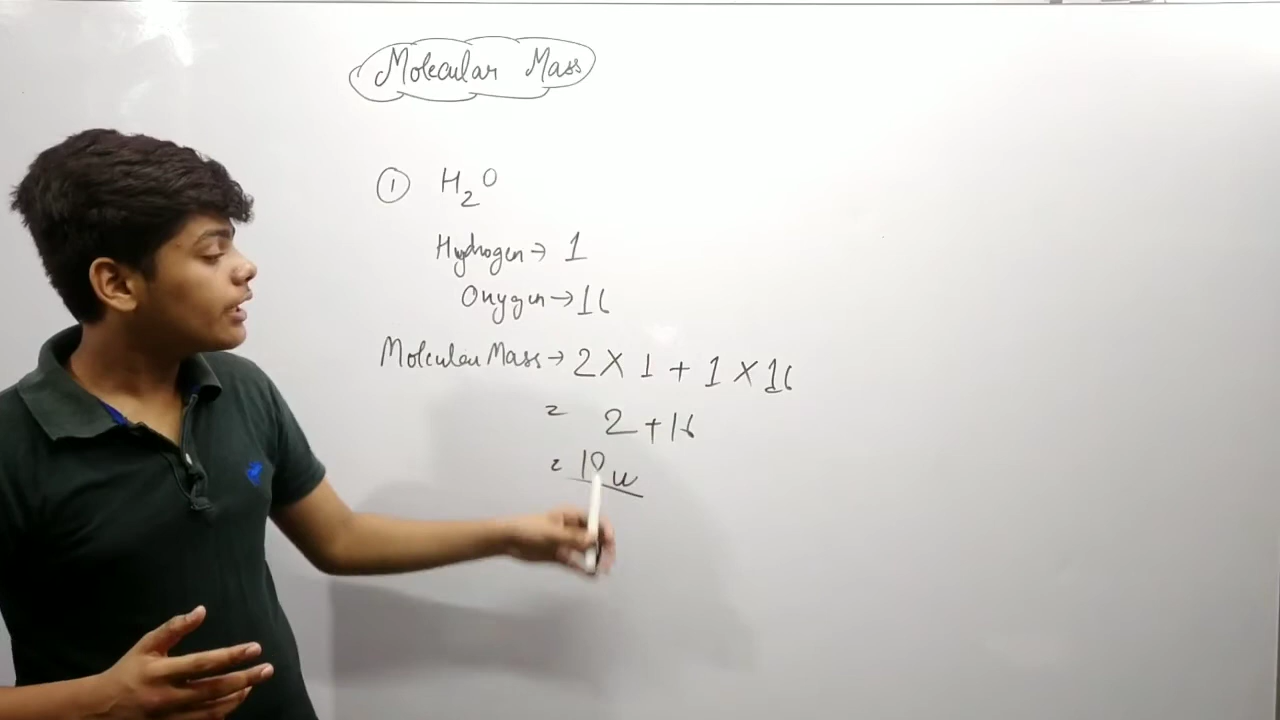 Molecular Mass
① H₂O
Hydrogen → 1
Oxygen → 16
Molecular Mass → 2 X 1 + 1 X 16
= 2 + 16
= 18 u